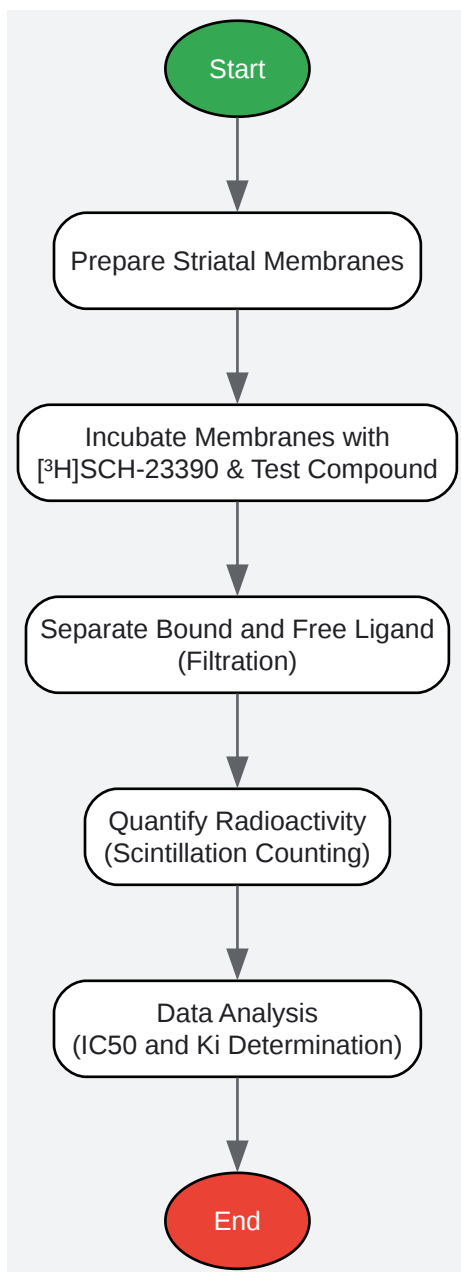 Start
Prepare Striatal Membranes
Incubate Membranes with
[³H]SCH-23390 & Test Compound
Separate Bound and Free Ligand
(Filtration)
Quantify Radioactivity
(Scintillation Counting)
Data Analysis
(IC50 and Ki Determination)
End